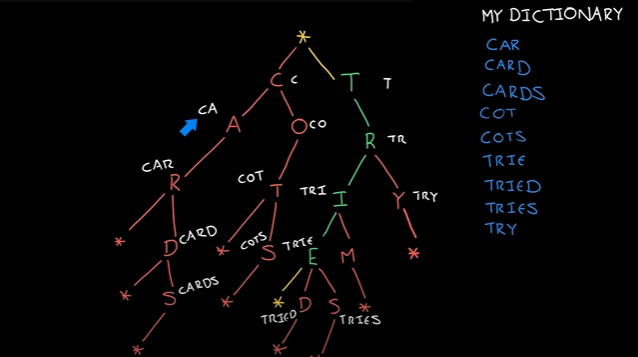 MY DICTIONARY
CAR
CARD
CARDS
COT
COTS
TRIE
TRIED
TRIES
TRY
*
C C
T T
CA
A
O CO
R TR
CAR
R
COT
T
TRI
I
Y TRY
*
D CARD
*
COTS
S
TRIE
E
M
*
*
S CARDS
*
*
D
S
*
TRIED
TRIES
*
*